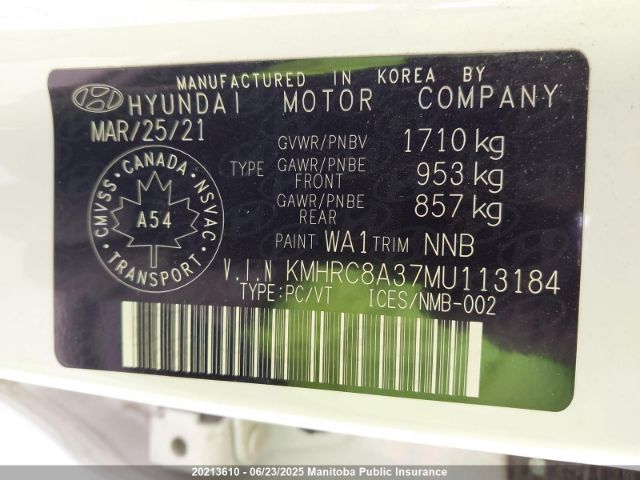 MANUFACTURED IN KOREA BY
HYUNDAI MOTOR COMPANY
MAR/25/21
GVWR/PNBV 1710 kg
TYPE GAWR/PNBE FRONT 953 kg
GAWR/PNBE REAR 857 kg
PAINT WA1 TRIM NNB
CMVSS · CANADA · NSVAC
A54
TRANSPORT
V.I.N KMHRC8A37MU113184
TYPE:PC/VT ICES/NMB-002
20213610 - 06/23/2025 Manitoba Public Insurance